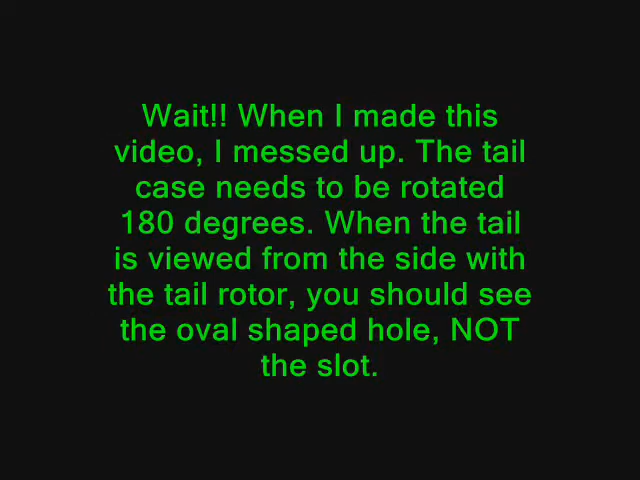 Wait!! When I made this
video, I messed up. The tail
case needs to be rotated
180 degrees. When the tail
is viewed from the side with
the tail rotor, you should see
the oval shaped hole, NOT
the slot.